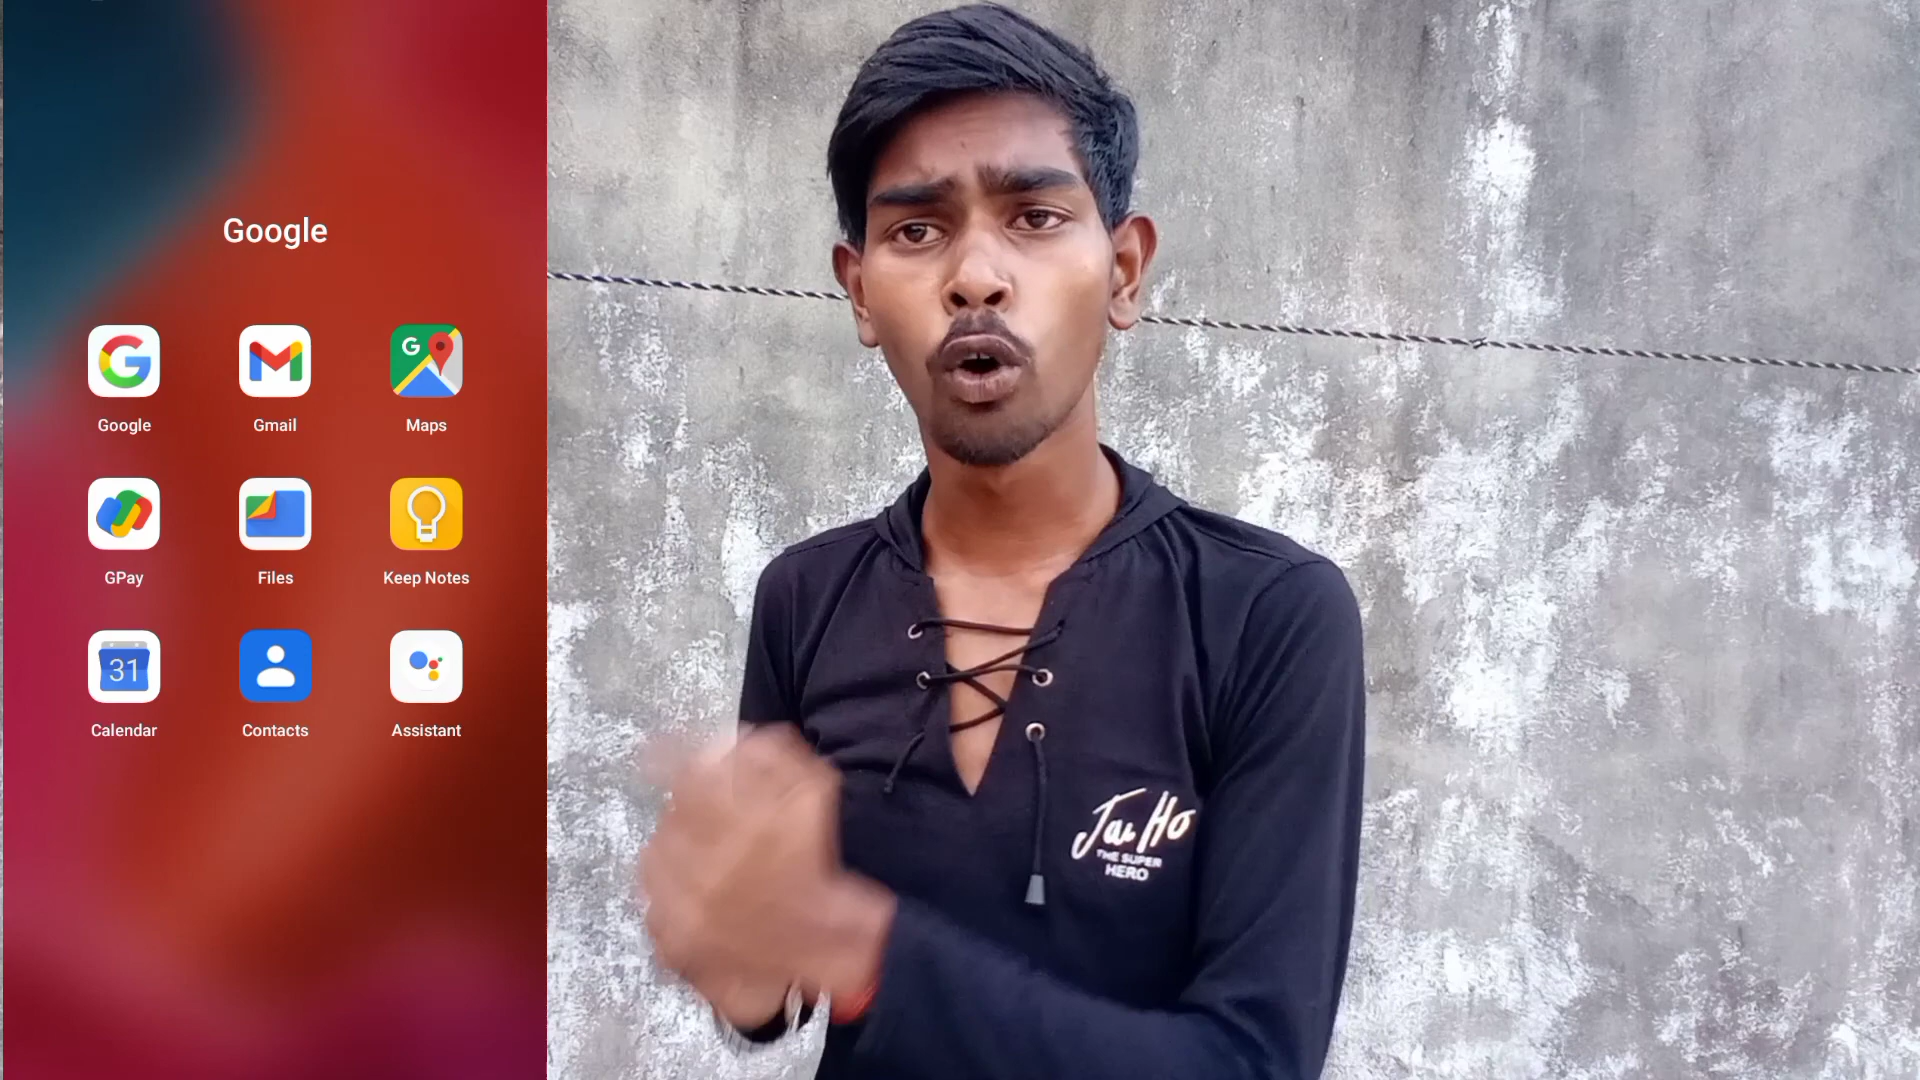 Google
Google Gmail Maps
GPay Files Keep Notes
31
Calendar Contacts Assistant
Jai Ho
THE SUPER
HERO